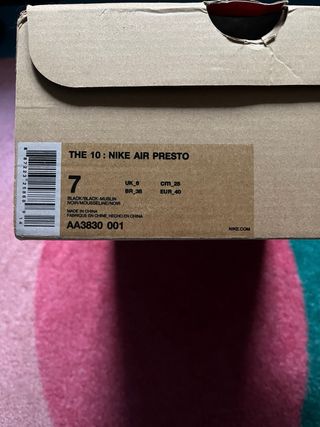 THE 10 : NIKE AIR PRESTO
7
UK_6 cm_25
BR_38 EUR_40
BLACK/BLACK-MUSLIN
NOIR/MOUSSELINE/NOIR
MADE IN CHINA
FABRIQUÉ EN CHINE, HECHO EN CHINA
AA3830 001
NIKE.COM